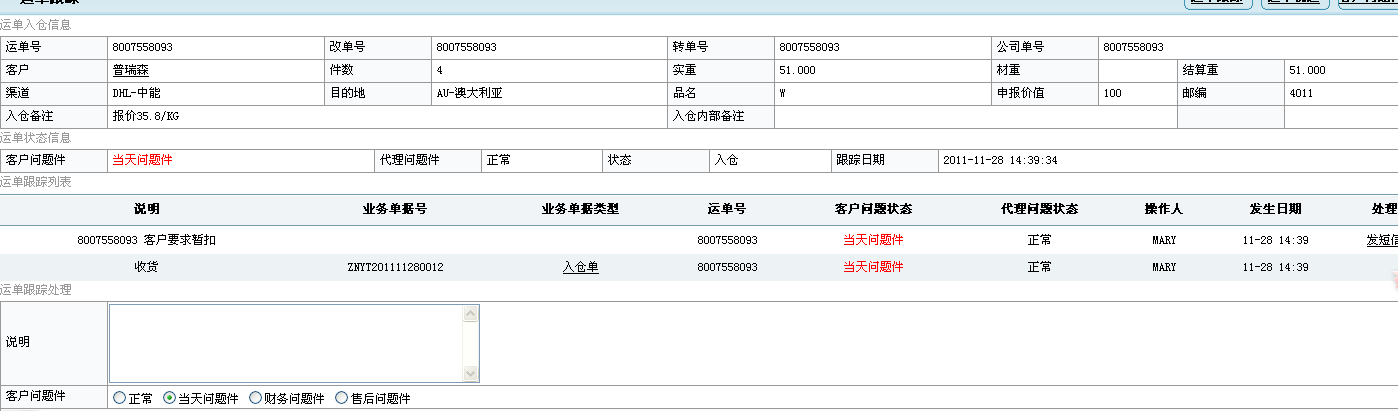 运单跟踪
运单入仓信息
运单号 8007558093 改单号 8007558093 转单号 8007558093 公司单号 8007558093
客户 普瑞森 件数 4 实重 51.000 材重 结算重 51.000
渠道 DHL-中能 目的地 AU-澳大利亚 品名 W 申报价值 100 邮编 4011
入仓备注 报价35.8/KG 入仓内部备注
运单状态信息
客户问题件 当天问题件 代理问题件 正常 状态 入仓 跟踪日期 2011-11-28 14:39:34
运单跟踪列表
说明 业务单据号 业务单据类型 运单号 客户问题状态 代理问题状态 操作人 发生日期 处理
8007558093 客户要求暂扣 8007558093 当天问题件 正常 MARY 11-28 14:39 发短信
收货 ZNYT201111280012 入仓单 8007558093 当天问题件 正常 MARY 11-28 14:39
运单跟踪处理
说明
客户问题件 正常 当天问题件 财务问题件 售后问题件